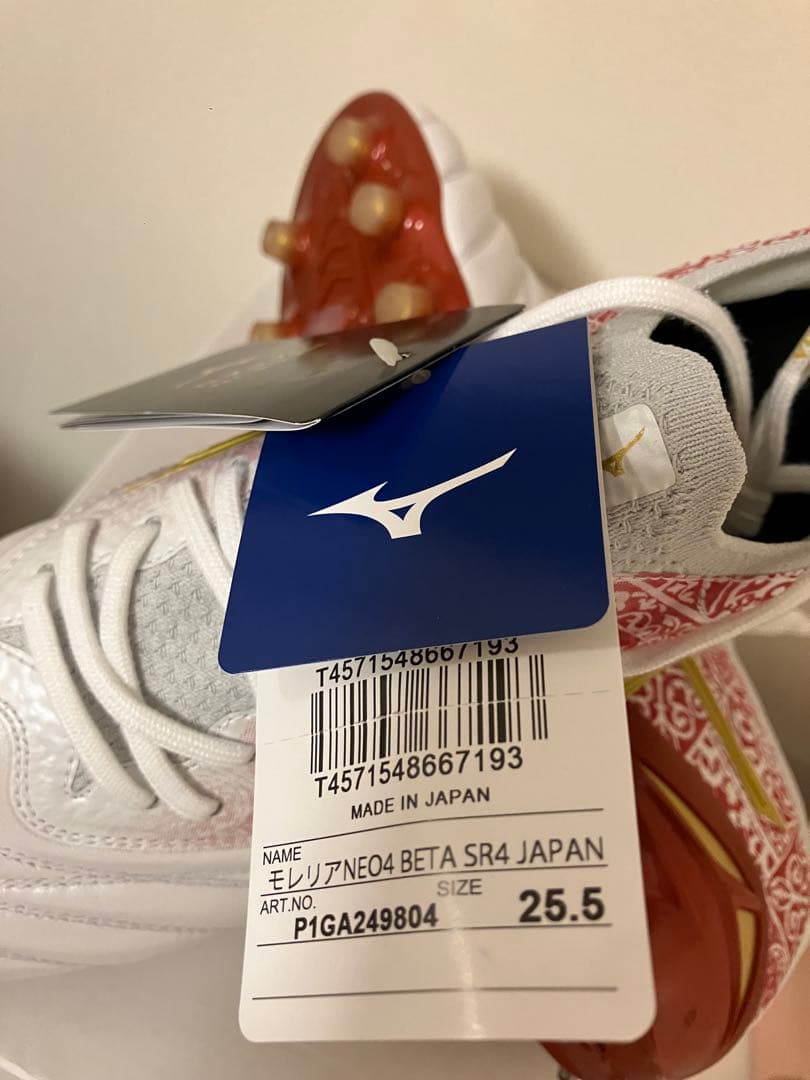 T4571548667193
T4571548667193
MADE IN JAPAN
NAME
モレリアNEO4 BETA SR4 JAPAN
ART.NO.
SIZE
P1GA249804
25.5